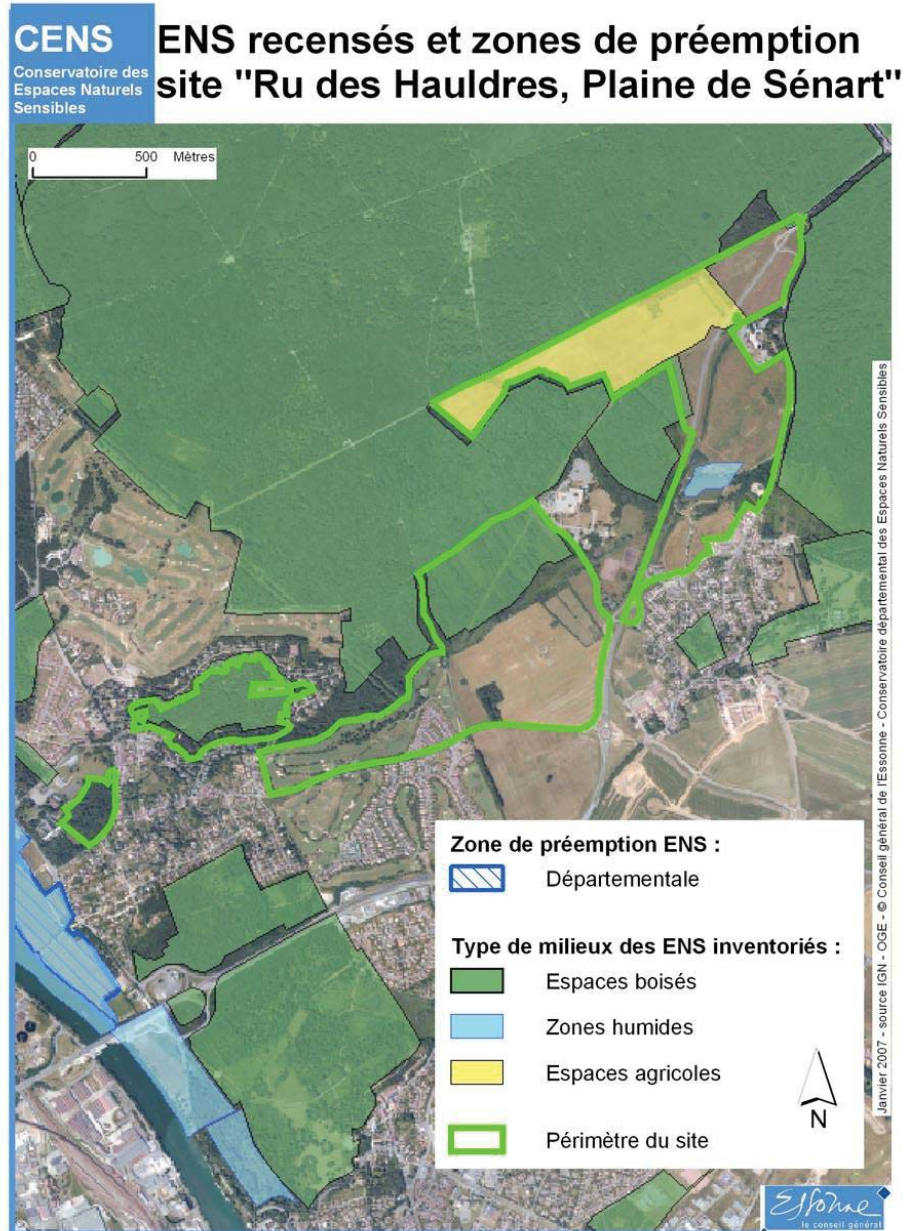 CENS
Conservatoire des
Espaces Naturels
Sensibles
ENS recensés et zones de préemption
site "Ru des Hauldres, Plaine de Sénart"
0 500 Mètres
Zone de préemption ENS :
Départementale
Type de milieux des ENS inventoriés :
Espaces boisés
Zones humides
Espaces agricoles
Périmètre du site
N
Janvier 2007 - source IGN - OGE - © Conseil général de l'Essonne - Conservatoire départemental des Espaces Naturels Sensibles
Essonne
le conseil général